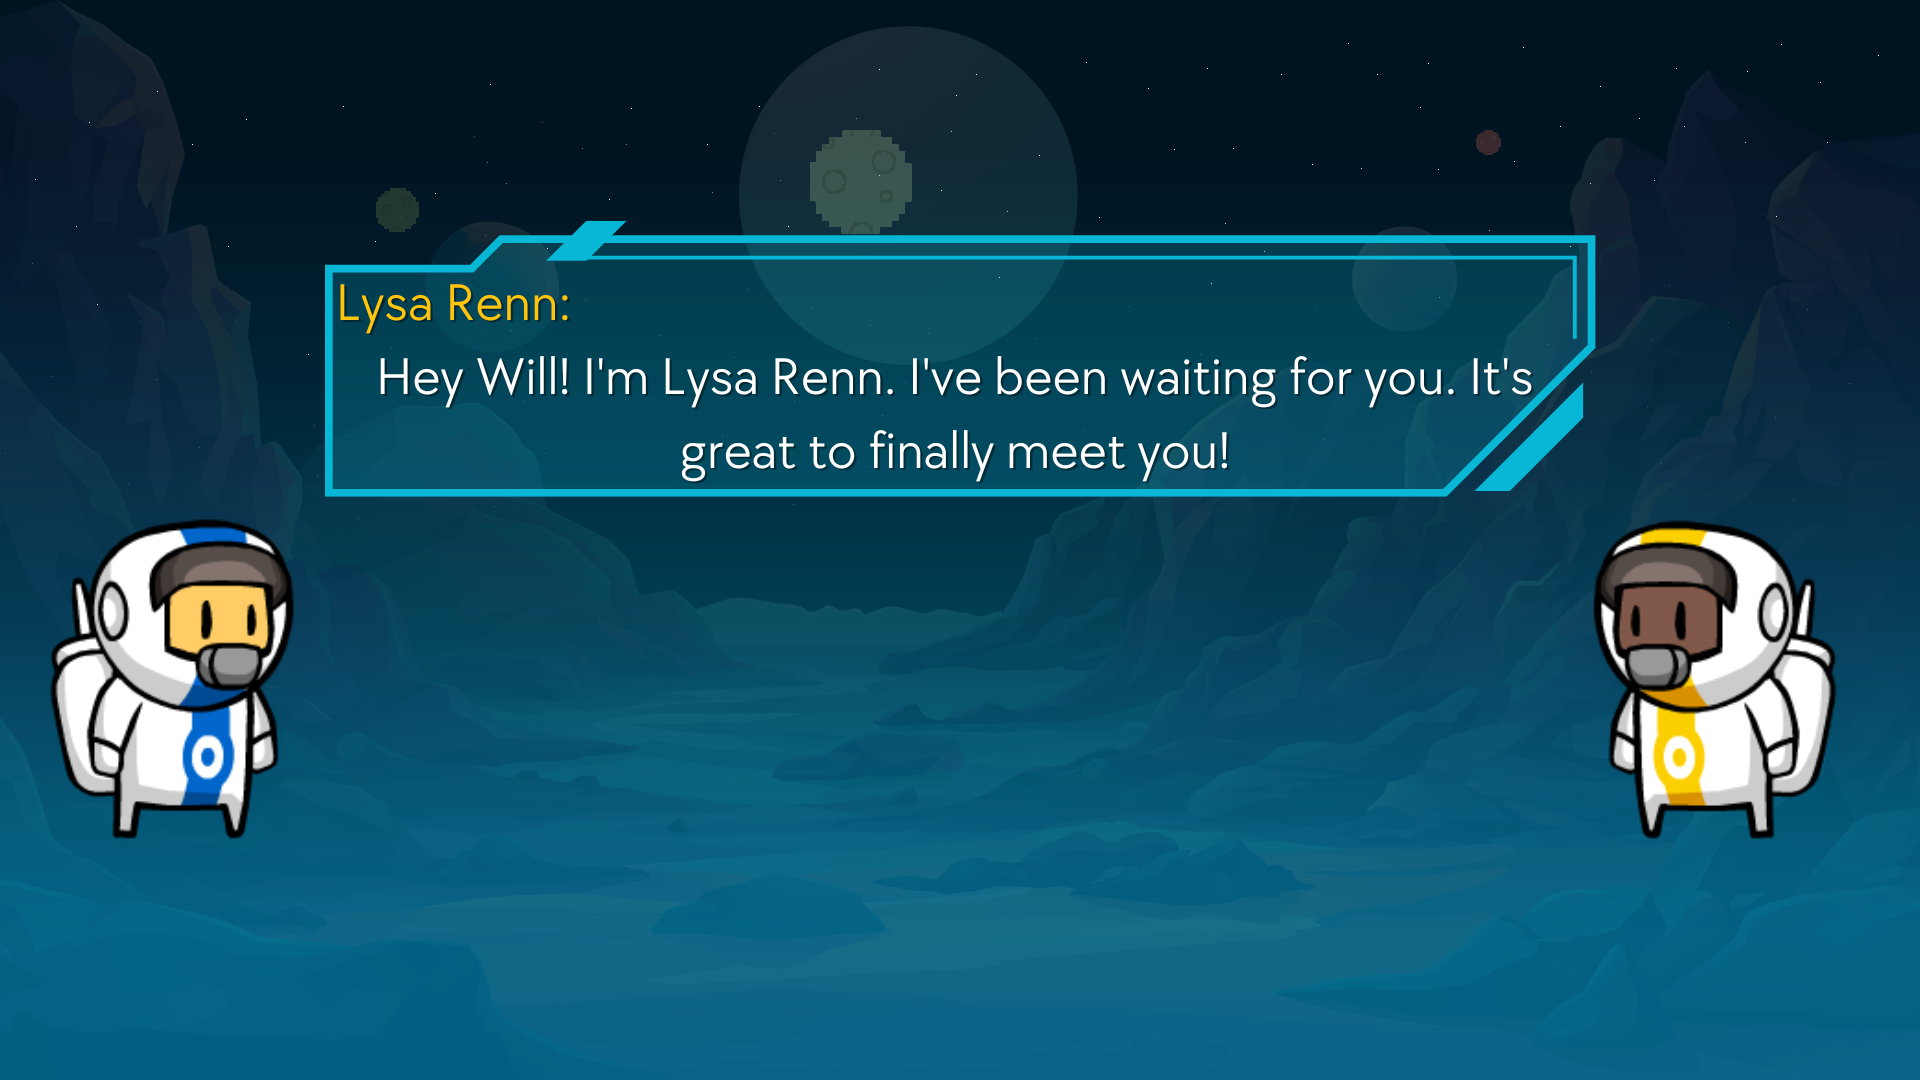 Lysa Renn:
Hey Will! I'm Lysa Renn. I've been waiting for you. It's
great to finally meet you!